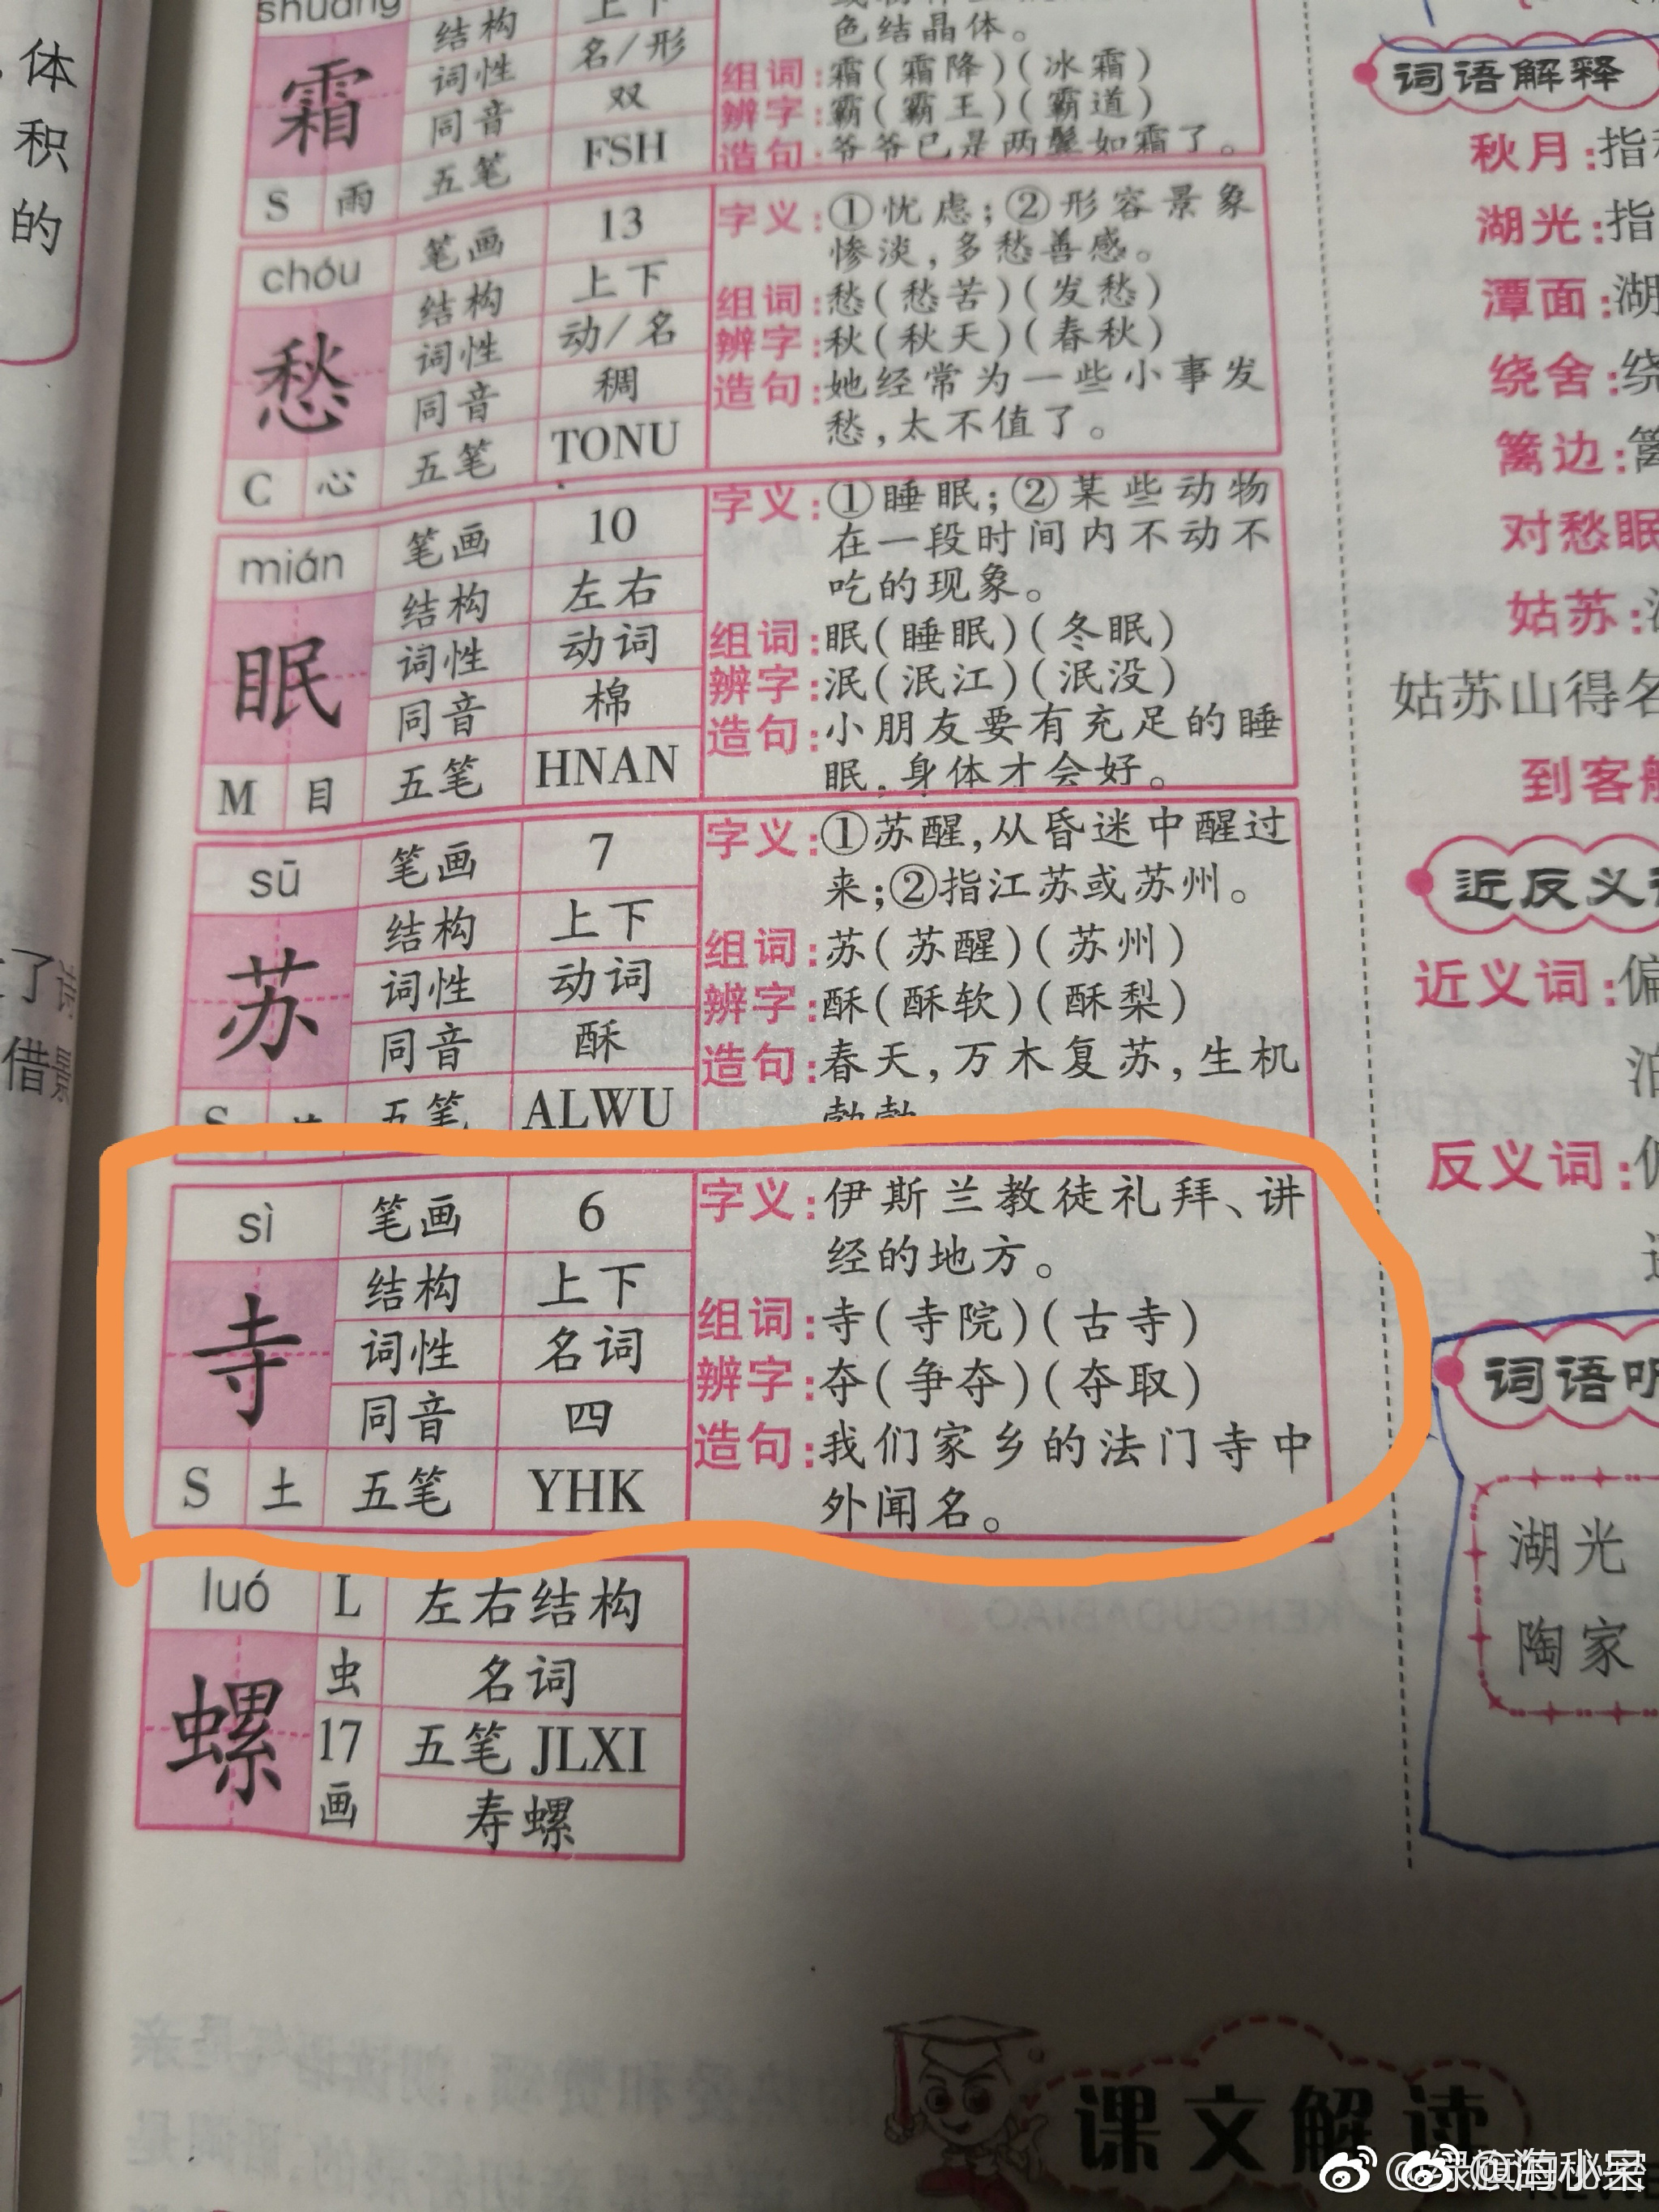 体
积
的
了
借景
shuāng
结构
上下
霜
词性
名/形
同音
双
S
雨
五笔
FSH
色结晶体。
组词:霜(霜降)(冰霜)
辨字:霸(霸王)(霸道)
造句:爷爷已是两鬓如霜了。
chóu
笔画
13
愁
结构
上下
词性
动/名
同音
稠
C
心
五笔
TONU
字义:①忧虑;②形容景象
惨淡,多愁善感。
组词:愁(愁苦)(发愁)
辨字:秋(秋天)(春秋)
造句:她经常为一些小事发
愁,太不值了。
mián
笔画
10
眠
结构
左右
词性
动词
同音
棉
M
目
五笔
HNAN
字义:①睡眠;②某些动物
在一段时间内不动不
吃的现象。
组词:眠(睡眠)(冬眠)
辨字:泯(泯江)(泯没)
造句:小朋友要有充足的睡
眠,身体才会好。
sū
笔画
7
苏
结构
上下
词性
动词
同音
酥
S
五笔
ALWU
字义:①苏醒,从昏迷中醒过
来;②指江苏或苏州。
组词:苏(苏醒)(苏州)
辨字:酥(酥软)(酥梨)
造句:春天,万木复苏,生机
勃勃
sì
笔画
6
寺
结构
上下
词性
名词
同音
四
S
土
五笔
YHK
字义:伊斯兰教徒礼拜、讲
经的地方。
组词:寺(寺院)(古寺)
辨字:夺(争夺)(夺取)
造句:我们家乡的法门寺中
外闻名。
luó
L
左右结构
螺
虫
名词
17
画
五笔 JLXI
寿螺
词语解释
秋月:指
湖光:指
潭面:湖
绕舍:绕
篱边:篱
对愁眠
姑苏:
姑苏山得名
到客船
近反义
近义词:偏
泊
反义词:偏
词语听
湖光
陶家
课文解读